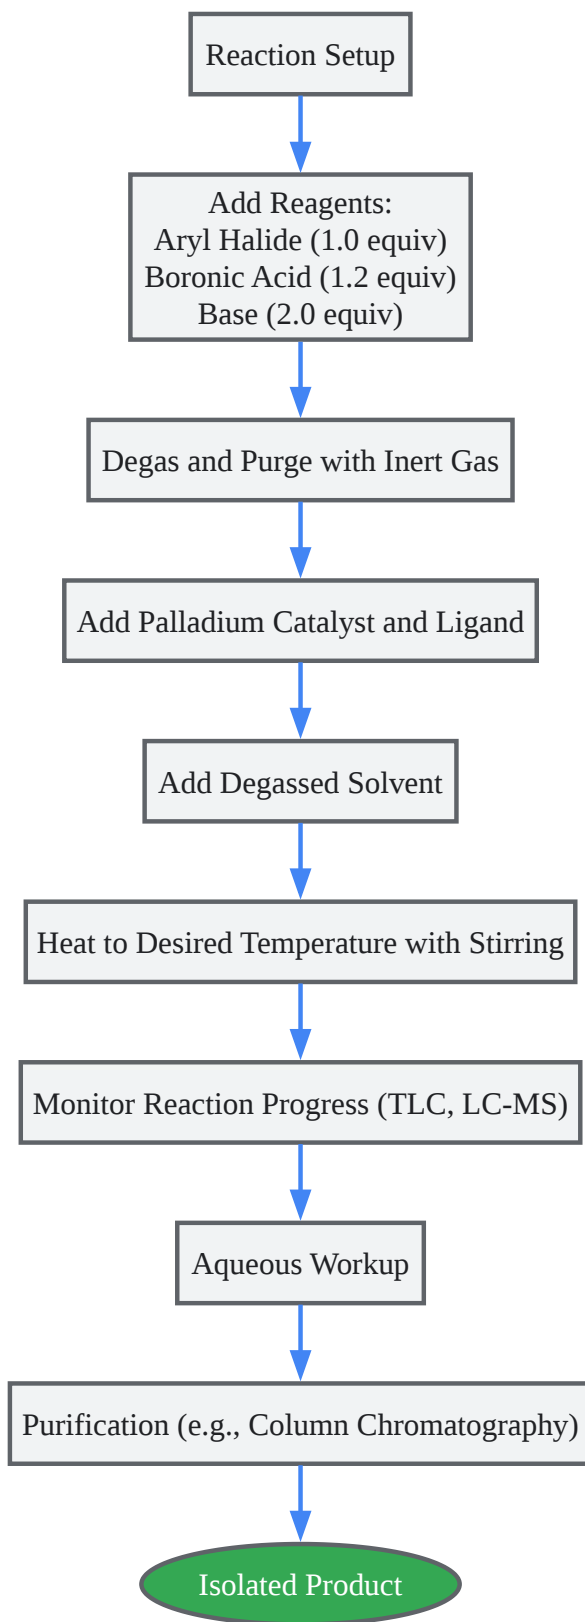 Reaction Setup
Add Reagents:
Aryl Halide (1.0 equiv)
Boronic Acid (1.2 equiv)
Base (2.0 equiv)
Degas and Purge with Inert Gas
Add Palladium Catalyst and Ligand
Add Degassed Solvent
Heat to Desired Temperature with Stirring
Monitor Reaction Progress (TLC, LC-MS)
Aqueous Workup
Purification (e.g., Column Chromatography)
Isolated Product